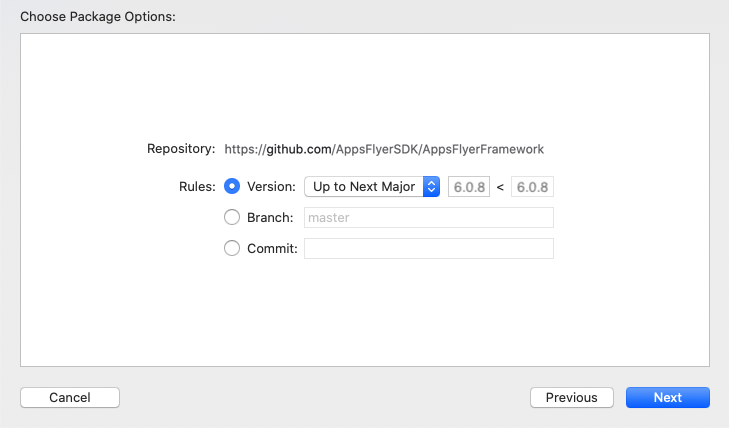 Choose Package Options:
Repository: https://github.com/AppsFlyerSDK/AppsFlyerFramework
Rules: Version: Up to Next Major 6.0.8 < 6.0.8
Branch: master
Commit:
Cancel Previous Next